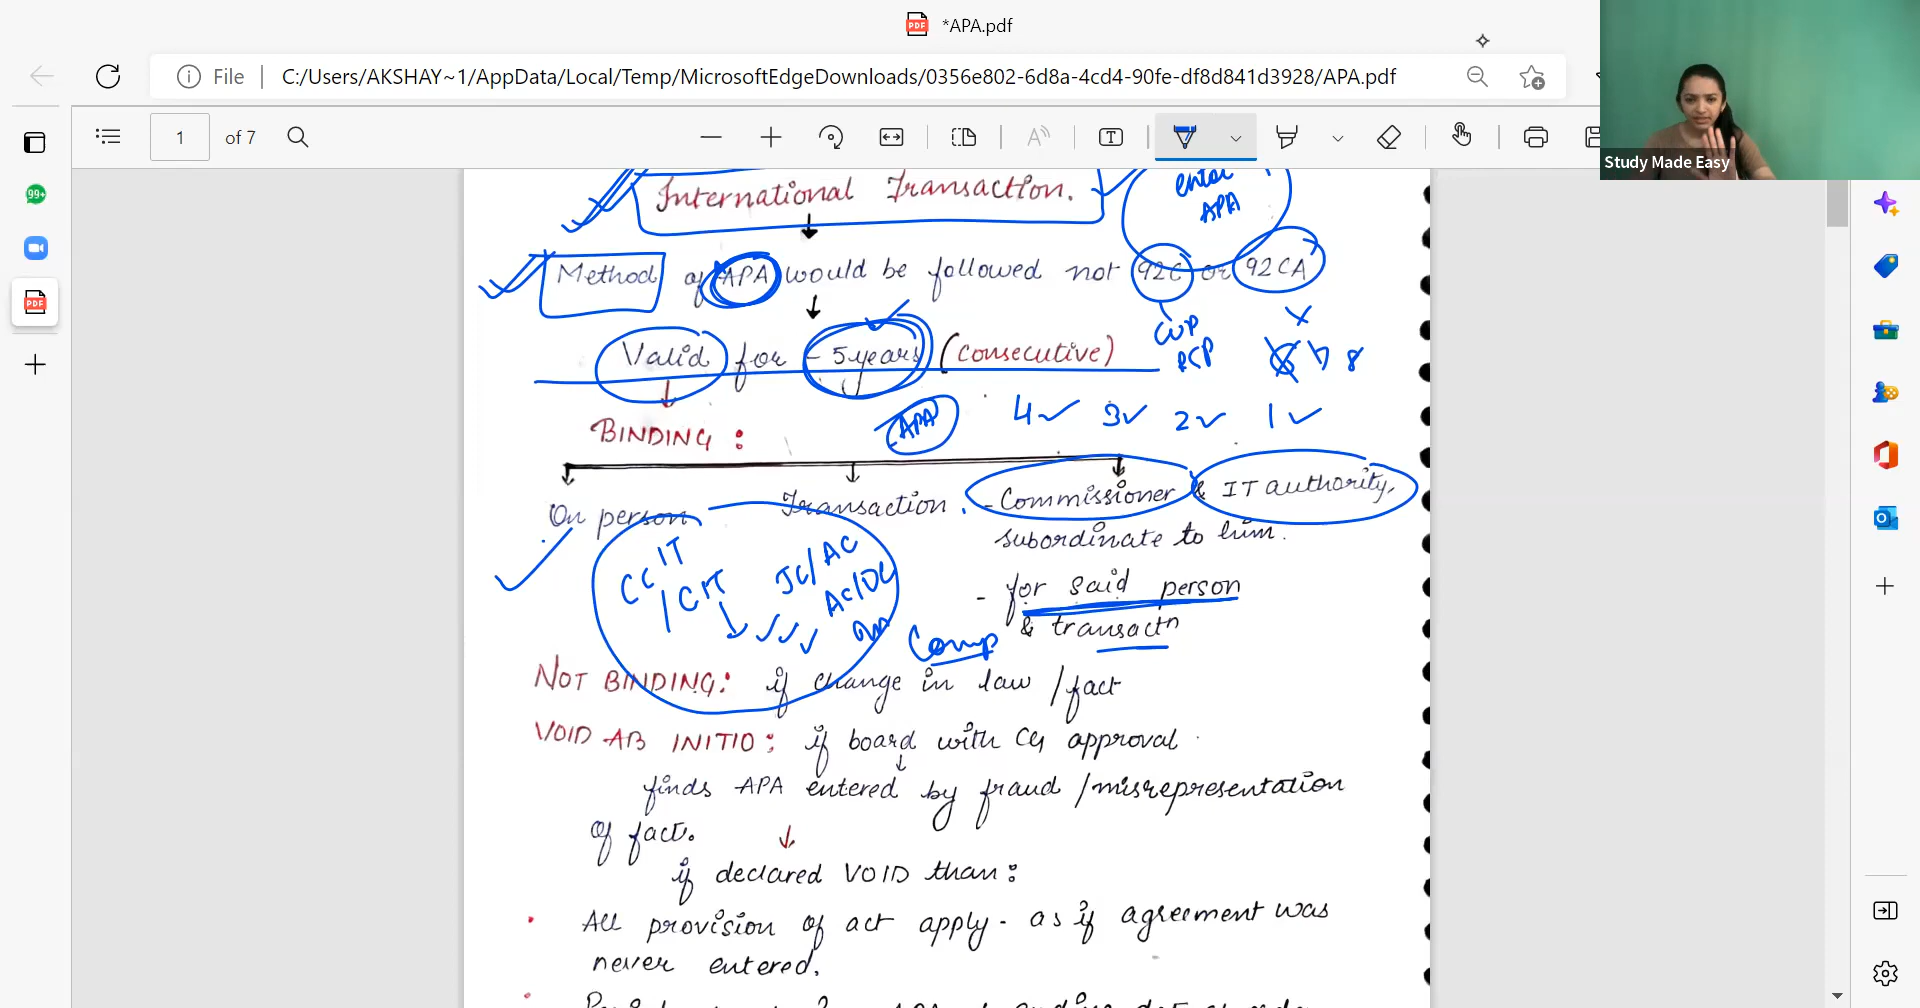 *APA.pdf
File | C:/Users/AKSHAY~1/AppData/Local/Temp/MicrosoftEdgeDownloads/0356e802-6d8a-4cd4-90fe-df8d841d3928/APA.pdf
1 of 7
Study Made Easy
99+
PDF
International Transaction.
enter
APA
Method of APA would be followed not 92C or 92CA
CUP
RCP
Valid for - 5 years (consecutive)
X 7 8
APA 4 ✓ 3 ✓ 2 ✓ 1 ✓
BINDING :
On person Transaction. - Commissioner & IT authority,
subordinate to him.
CCIT / CIT JC/AC
AC/DC
- for said person
& transactn
Comp
NOT BINDING: if change in law / fact
VOID AB INITIO : if board with CG approval
finds APA entered by fraud / misrepresentation
of fact.
if declared VOID than :
• All provision of act apply - as if agreement was
never entered.